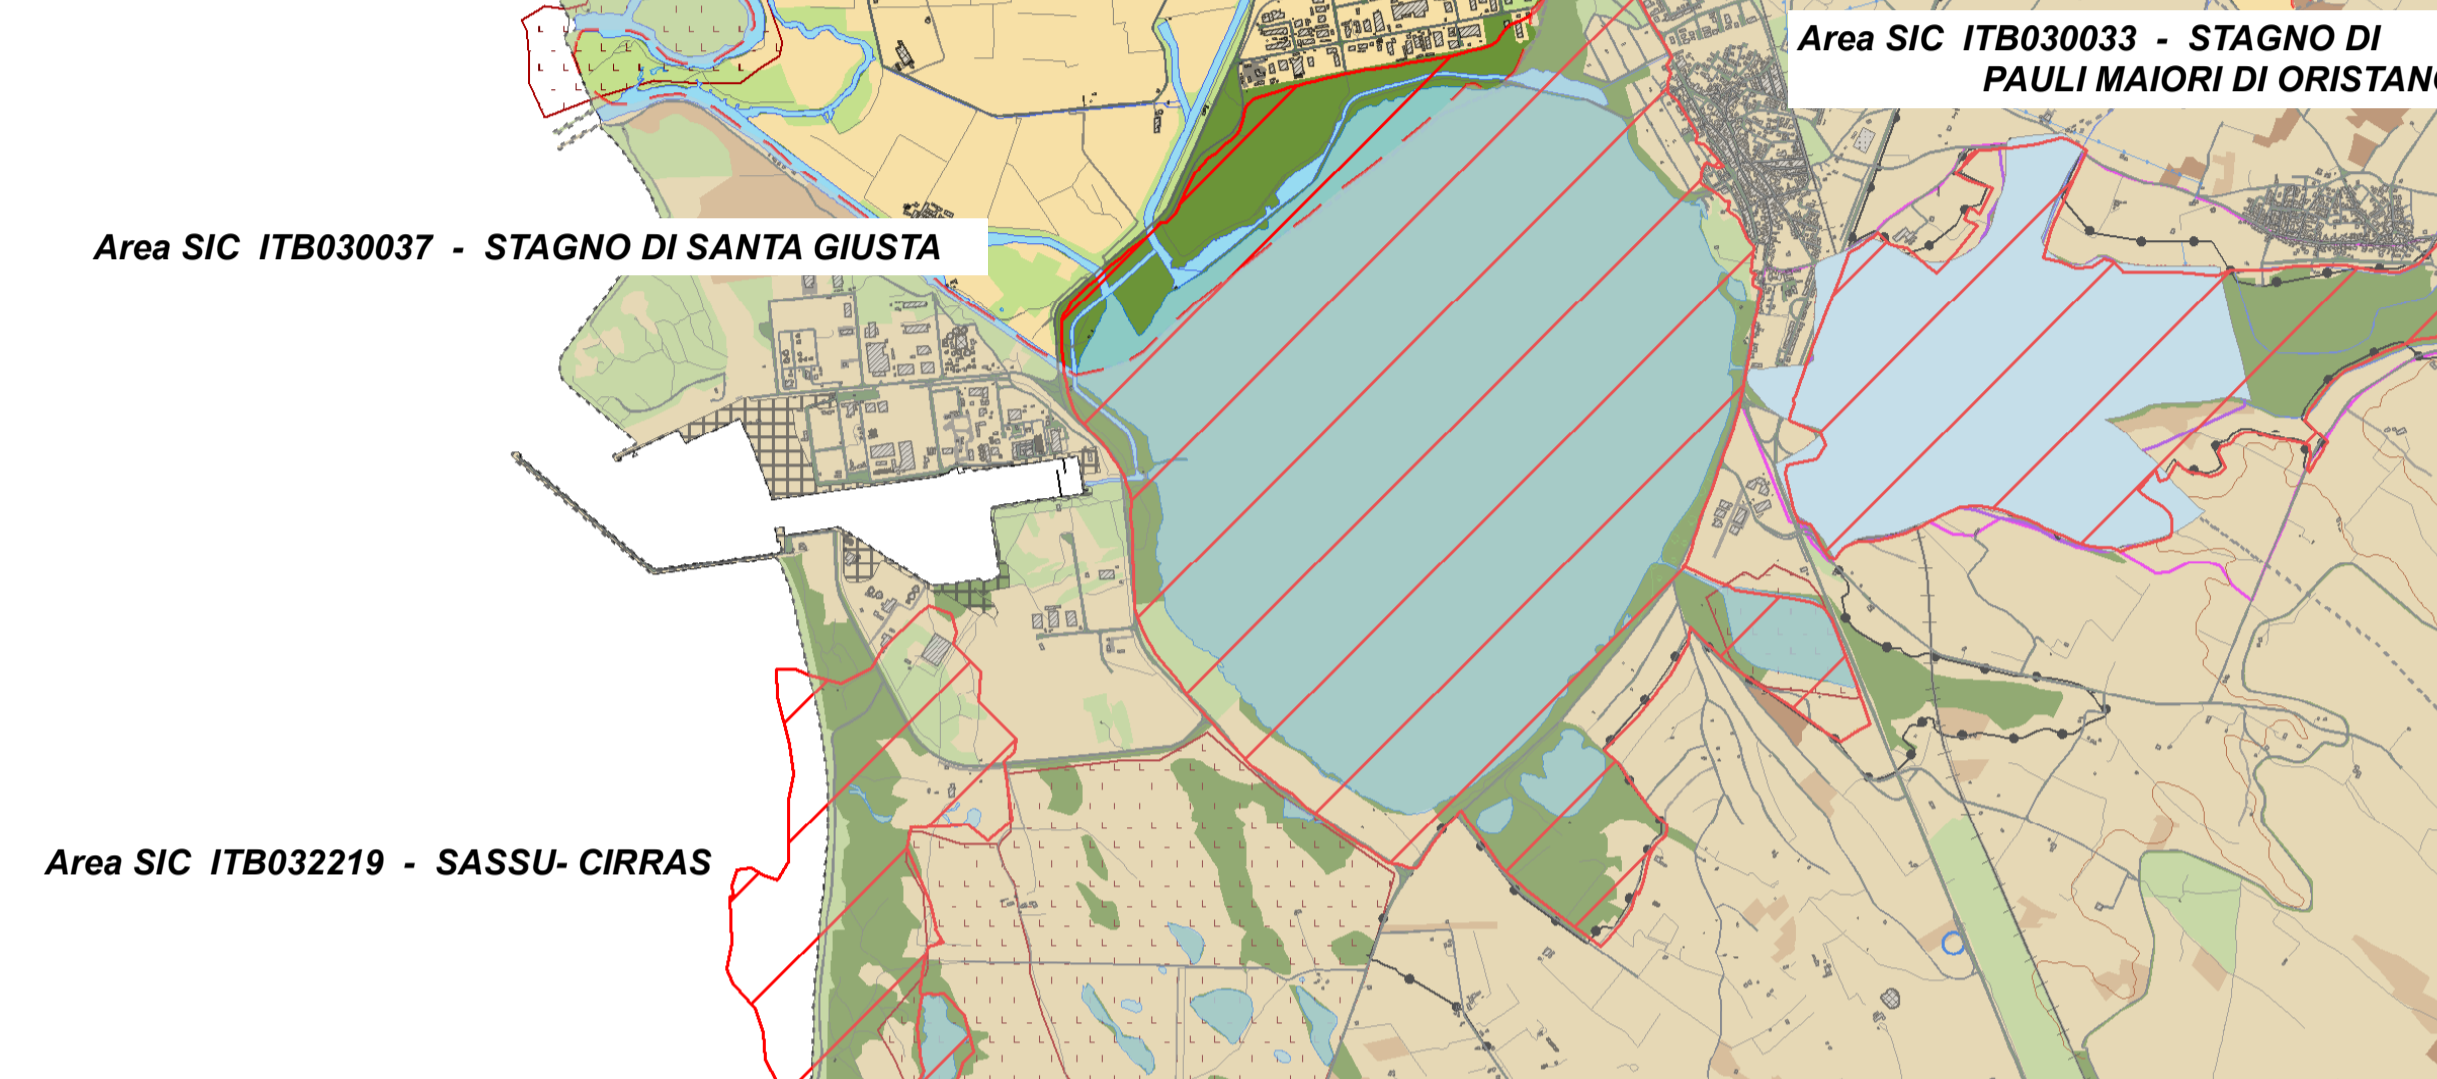 Area SIC ITB030033 - STAGNO DI
PAULI MAIORI DI ORISTANO
Area SIC ITB030037 - STAGNO DI SANTA GIUSTA
Area SIC ITB032219 - SASSU- CIRRAS